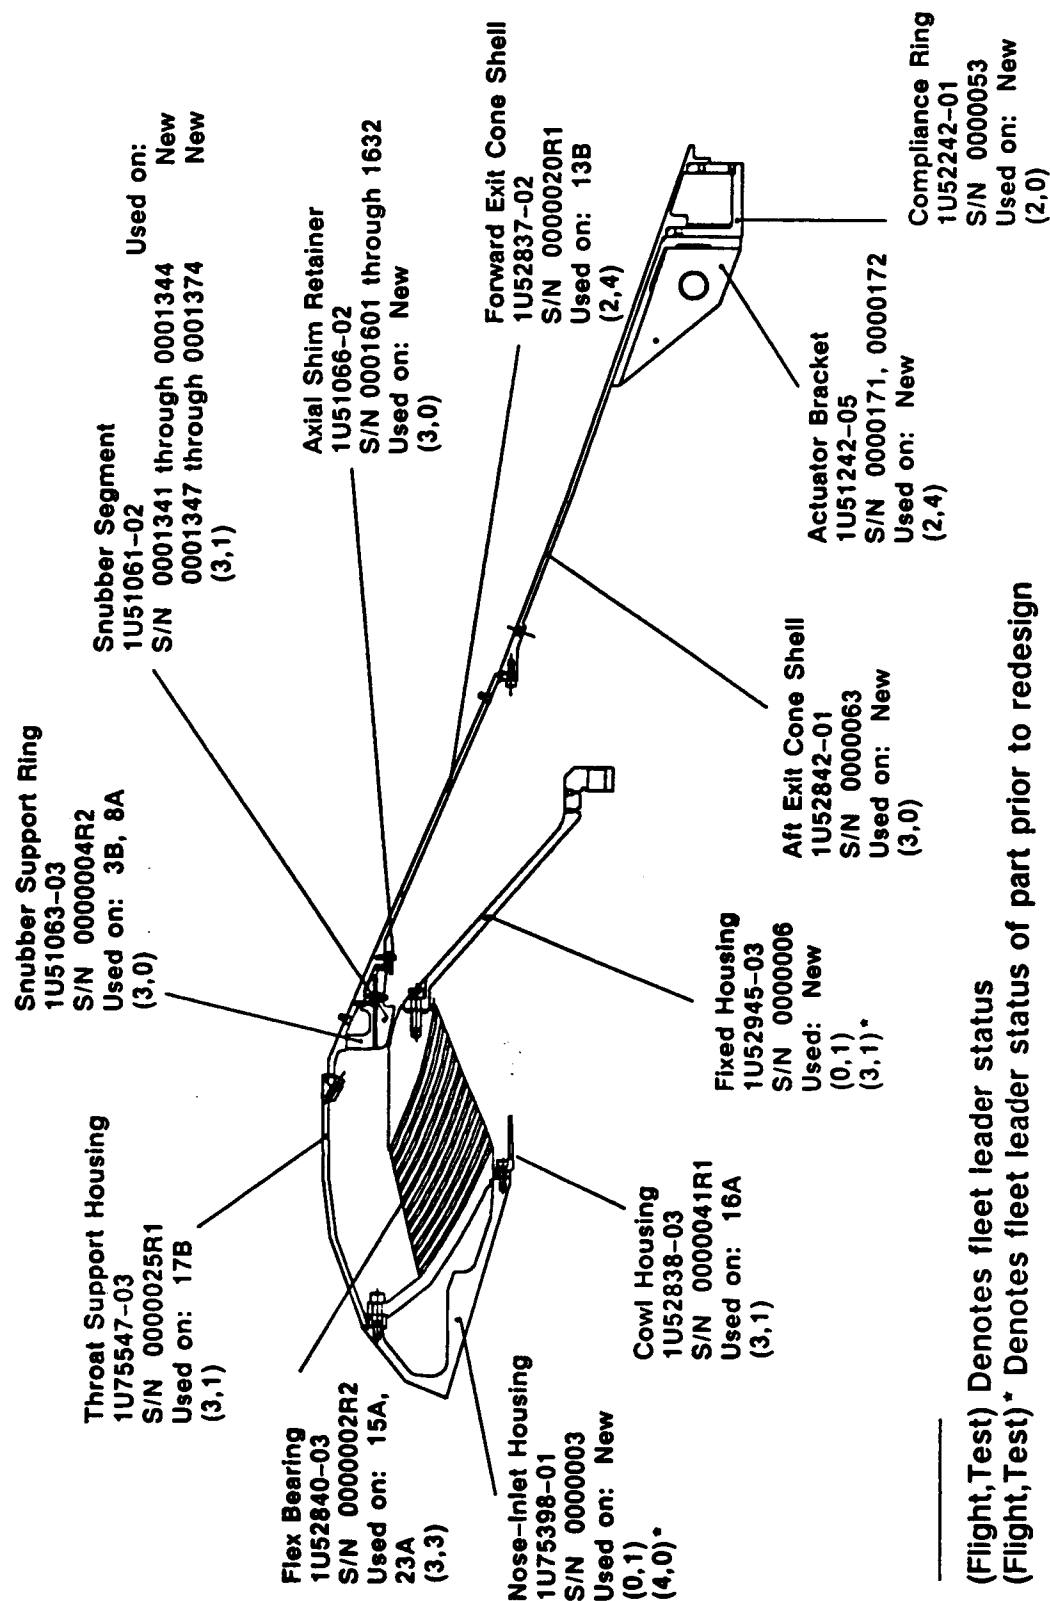 Snubber Segment
1U51061-02
S/N 0001341 through 0001344
0001347 through 0001374
(3,1)
Used on:
New
New
Snubber Support Ring
1U51063-03
S/N 0000004R2
Used on: 3B, 8A
(3,0)
Axial Shim Retainer
1U51066-02
S/N 0001601 through 1632
Used on: New
(3,0)
Throat Support Housing
1U75547-03
S/N 0000025R1
Used on: 17B
(3,1)
Forward Exit Cone Shell
1U52837-02
S/N 0000020R1
Used on: 13B
(2,4)
Flex Bearing
1U52840-03
S/N 0000002R2
Used on: 15A,
23A
(3,3)
Nose-Inlet Housing
1U75398-01
S/N 0000003
Used on: New
(0,1)
(4,0)*
Cowl Housing
1U52838-03
S/N 0000041R1
Used on: 16A
(3,1)
Fixed Housing
1U52945-03
S/N 0000006
Used: New
(0,1)
(3,1)*
Aft Exit Cone Shell
1U52842-01
S/N 0000063
Used on: New
(3,0)
Actuator Bracket
1U51242-05
S/N 0000171, 0000172
Used on: New
(2,4)
Compliance Ring
1U52242-01
S/N 0000053
Used on: New
(2,0)
(Flight,Test) Denotes fleet leader status
(Flight,Test)* Denotes fleet leader status of part prior to redesign